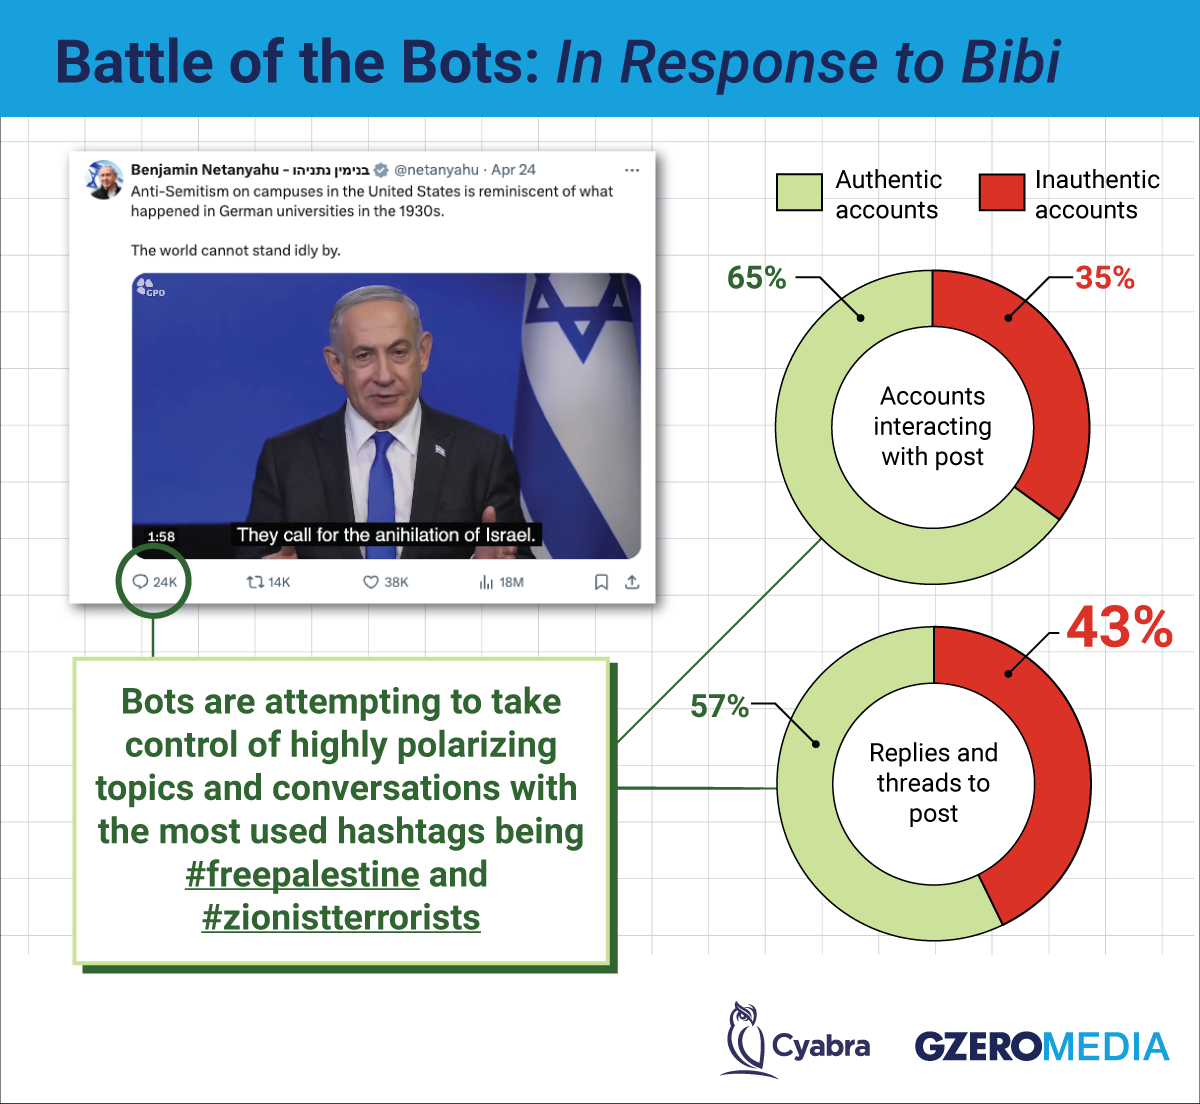 Battle of the Bots: In Response to Bibi
Benjamin Netanyahu - בנימין נתניהו @netanyahu · Apr 24
Anti-Semitism on campuses in the United States is reminiscent of what
happened in German universities in the 1930s.
The world cannot stand idly by.
GPO
1:58
They call for the anihilation of Israel.
24K 14K 38K 18M
Bots are attempting to take
control of highly polarizing
topics and conversations with
the most used hashtags being
#freepalestine and
#zionistterrorists
Authentic
accounts
Inauthentic
accounts
65%
35%
Accounts
interacting
with post
43%
57%
Replies and
threads to
post
Cyabra
GZEROMEDIA